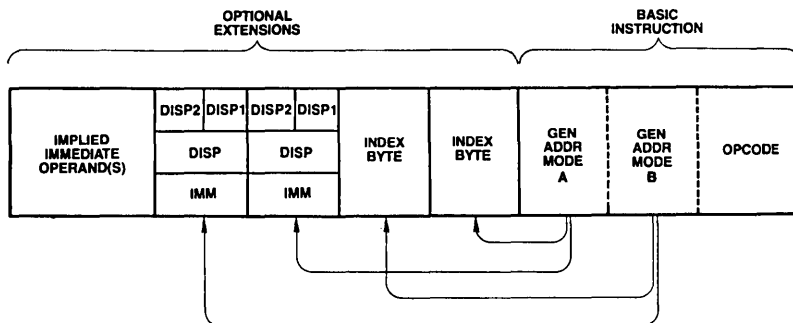 OPTIONAL
EXTENSIONS
BASIC
INSTRUCTION
IMPLIED
IMMEDIATE
OPERAND(S)
DISP2 DISP1 DISP2 DISP1
DISP DISP
IMM IMM
INDEX
BYTE
INDEX
BYTE
GEN
ADDR
MODE
A
GEN
ADDR
MODE
B
OPCODE